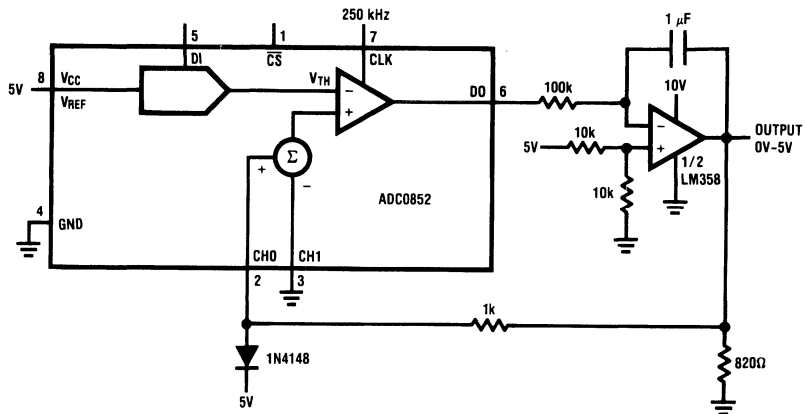 250 kHz
1 μF
5
1
7
DI
CS
CLK
5V
8
VCC
VREF
VTH
−
+
DO
6
100k
10V
−
+
OUTPUT
0V-5V
10k
5V
1/2
LM358
10k
Σ
+
−
ADC0852
4
GND
CH0
CH1
2
3
1k
1N4148
820Ω
5V